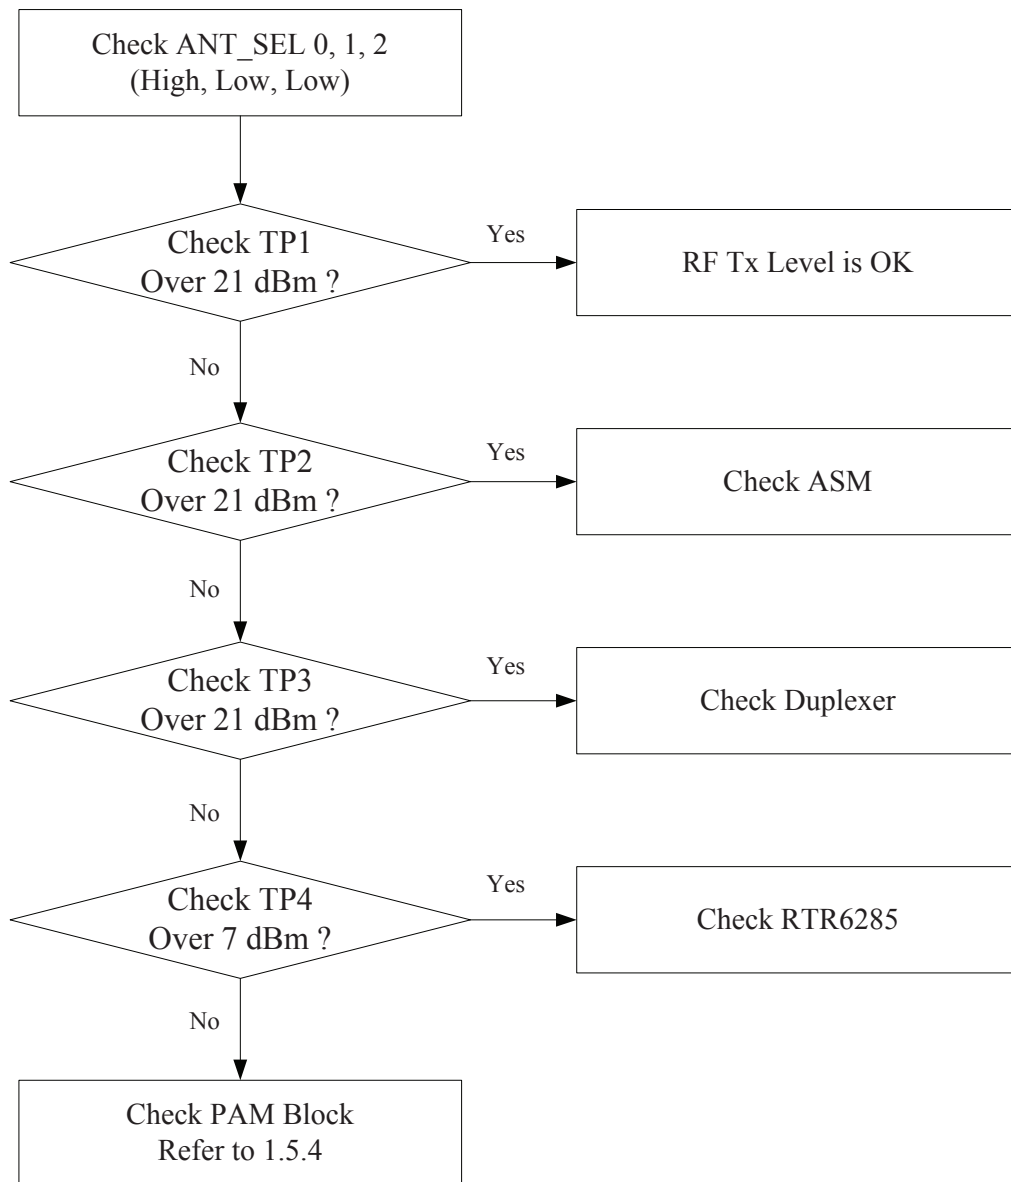 Check ANT_SEL 0, 1, 2
(High, Low, Low)
Check TP1
Over 21 dBm ?
Yes
RF Tx Level is OK
No
Check TP2
Over 21 dBm ?
Yes
Check ASM
No
Check TP3
Over 21 dBm ?
Yes
Check Duplexer
No
Check TP4
Over 7 dBm ?
Yes
Check RTR6285
No
Check PAM Block
Refer to 1.5.4